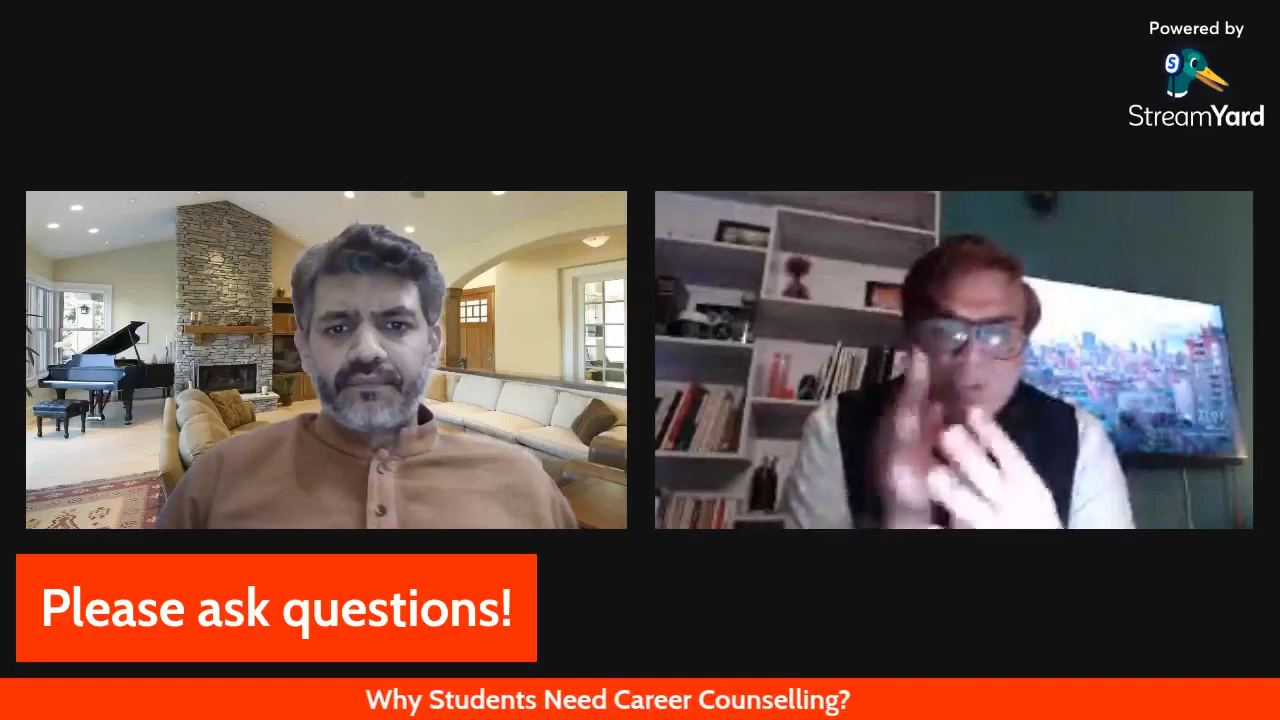 Powered by
S
StreamYard
Please ask questions!
Why Students Need Career Counselling?